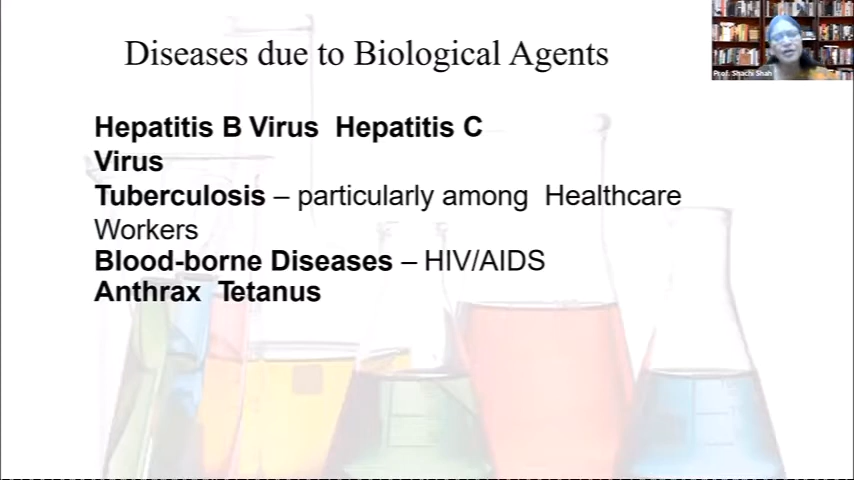 Diseases due to Biological Agents
Prof. Shachi Shah
Hepatitis B Virus  Hepatitis C
Virus
Tuberculosis – particularly among  Healthcare
Workers
Blood-borne Diseases – HIV/AIDS
Anthrax  Tetanus